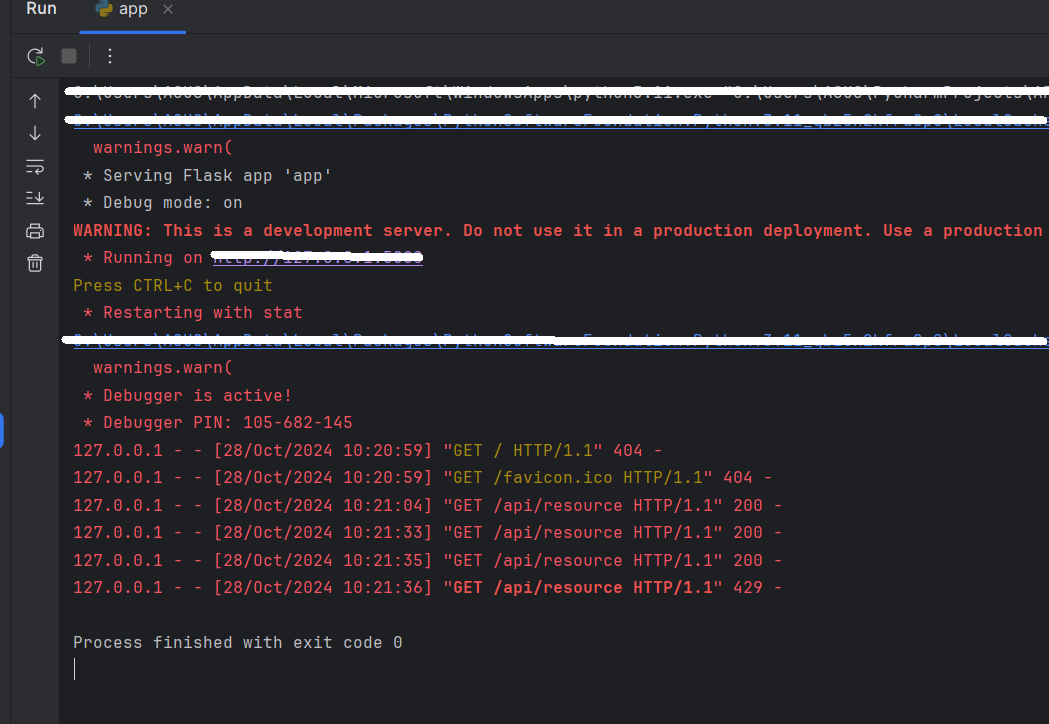 Run
app
warnings.warn(
* Serving Flask app 'app'
* Debug mode: on
WARNING: This is a development server. Do not use it in a production deployment. Use a production
* Running on
Press CTRL+C to quit
* Restarting with stat
warnings.warn(
* Debugger is active!
* Debugger PIN: 105-682-145
127.0.0.1 - - [28/Oct/2024 10:20:59] "GET / HTTP/1.1" 404 -
127.0.0.1 - - [28/Oct/2024 10:20:59] "GET /favicon.ico HTTP/1.1" 404 -
127.0.0.1 - - [28/Oct/2024 10:21:04] "GET /api/resource HTTP/1.1" 200 -
127.0.0.1 - - [28/Oct/2024 10:21:33] "GET /api/resource HTTP/1.1" 200 -
127.0.0.1 - - [28/Oct/2024 10:21:35] "GET /api/resource HTTP/1.1" 200 -
127.0.0.1 - - [28/Oct/2024 10:21:36] "GET /api/resource HTTP/1.1" 429 -
Process finished with exit code 0